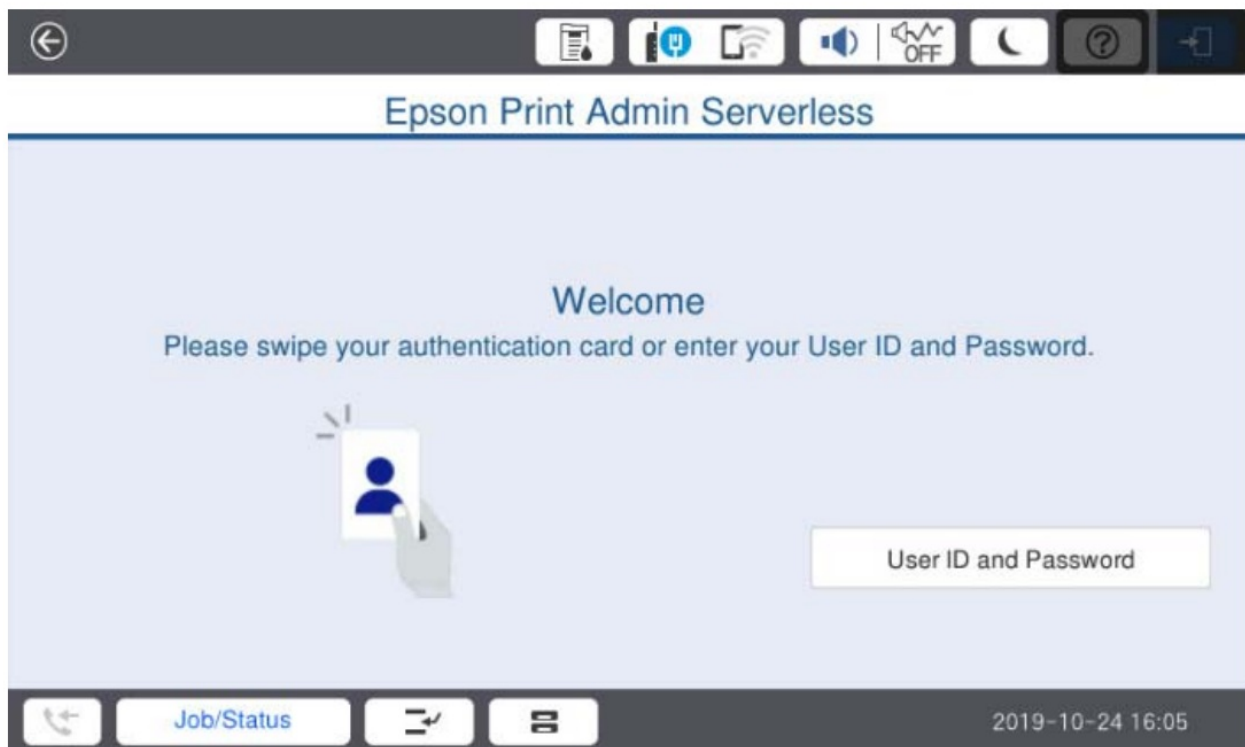 OFF
Epson Print Admin Serverless
Welcome
Please swipe your authentication card or enter your User ID and Password.
User ID and Password
Job/Status
2019-10-24 16:05